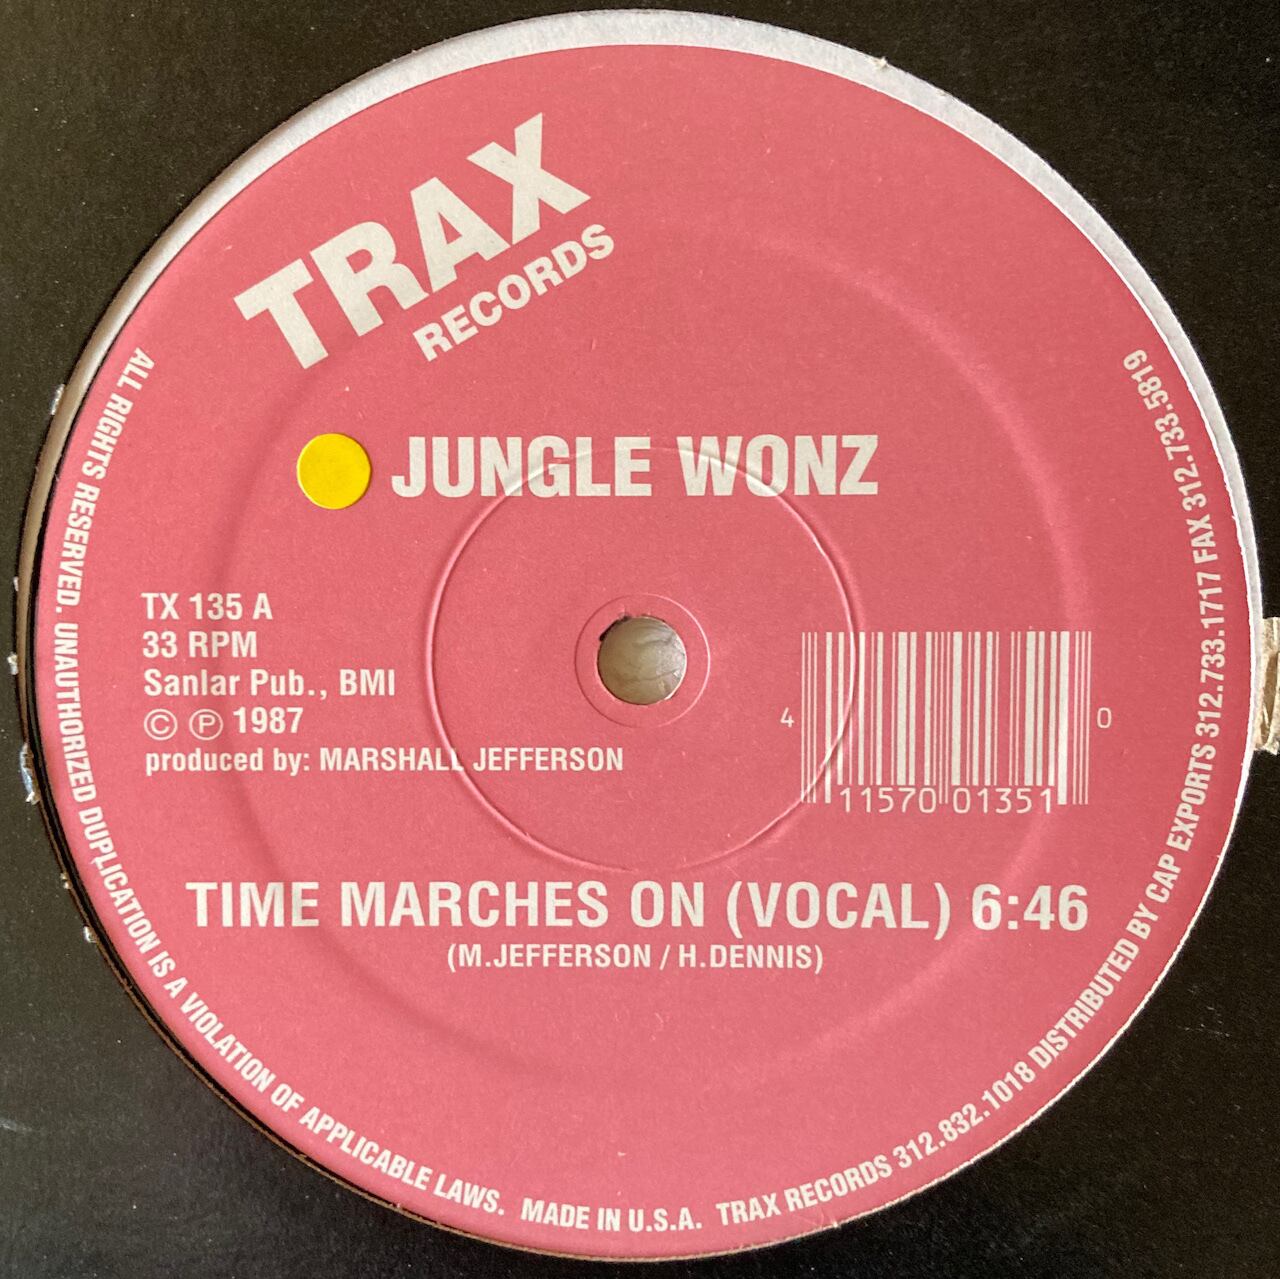 TRAX
RECORDS
JUNGLE WONZ
TX 135 A
33 RPM
Sanlar Pub., BMI
© ℗ 1987
produced by: MARSHALL JEFFERSON
4 11570 01351 0
TIME MARCHES ON (VOCAL) 6:46
(M.JEFFERSON / H.DENNIS)
ALL RIGHTS RESERVED. UNAUTHORIZED DUPLICATION IS A VIOLATION OF APPLICABLE LAWS. MADE IN U.S.A. TRAX RECORDS 312.832.1018 DISTRIBUTED BY CAP EXPORTS 312.733.1717 FAX 312.733.5819